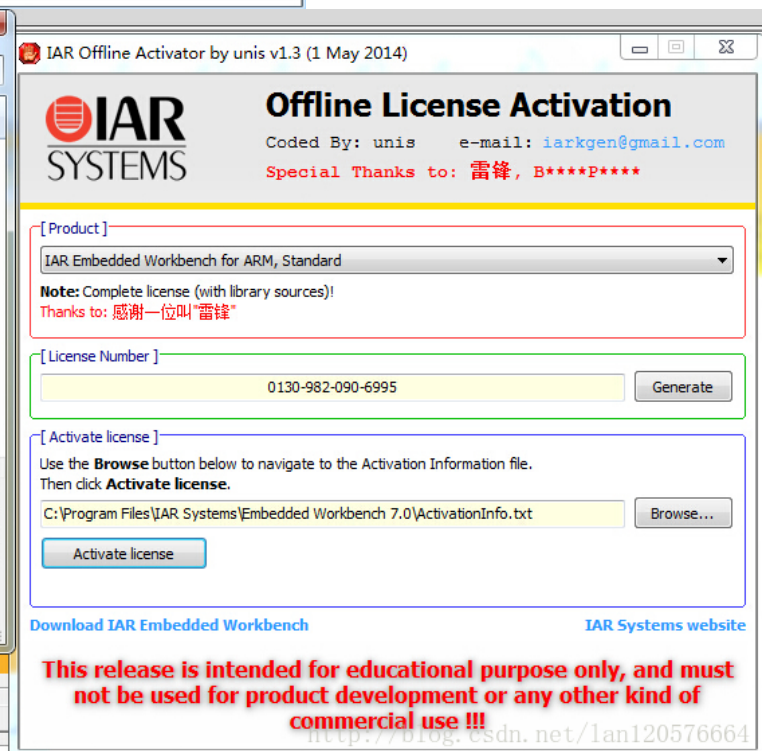 IAR Offline Activator by unis v1.3 (1 May 2014)
IAR
SYSTEMS
Offline License Activation
Coded By: unis e-mail: iarkgen@gmail.com
Special Thanks to: 雷锋, B****P****
[ Product ]
IAR Embedded Workbench for ARM, Standard
Note: Complete license (with library sources)!
Thanks to: 感谢一位叫"雷锋"
[ License Number ]
0130-982-090-6995
Generate
[ Activate license ]
Use the Browse button below to navigate to the Activation Information file.
Then click Activate license.
C:\Program Files\IAR Systems\Embedded Workbench 7.0\ActivationInfo.txt
Browse...
Activate license
Download IAR Embedded Workbench
IAR Systems website
This release is intended for educational purpose only, and must
not be used for product development or any other kind of
commercial use !!!
http://blog.csdn.net/lan120576664